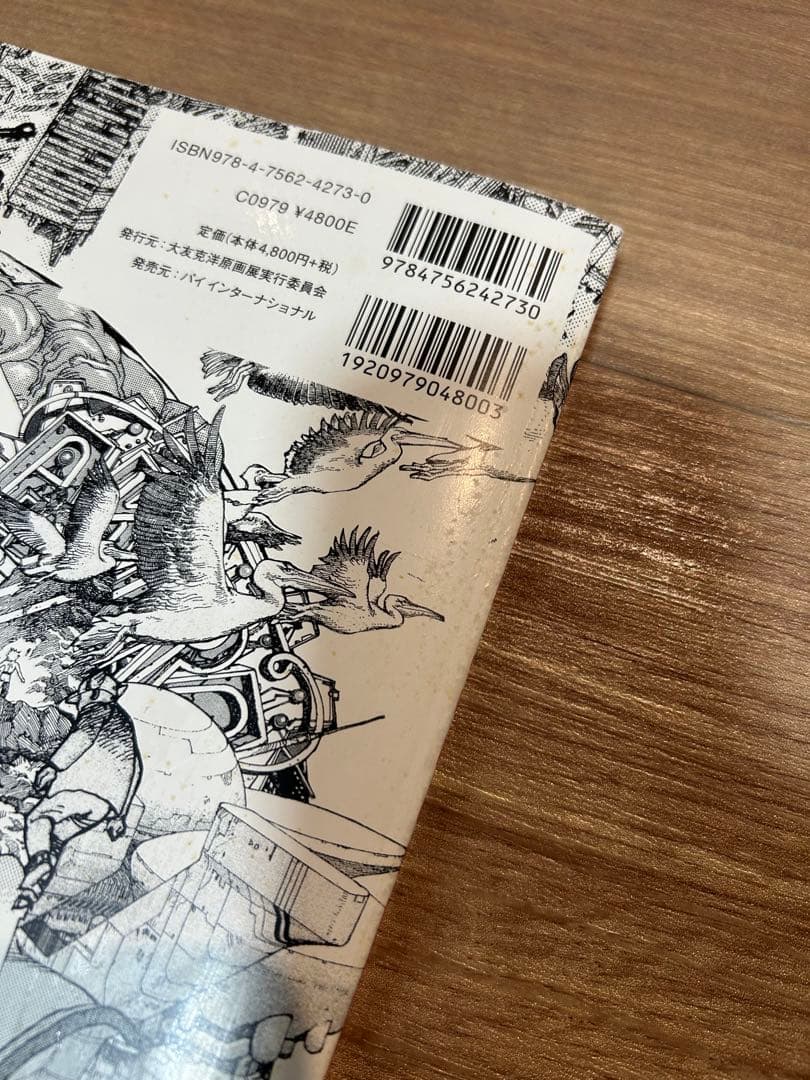 ISBN978-4-7562-4273-0
C0979 ¥4800E
定価(本体4,800円+税)
発行元：大友克洋原画展実行委員会
発売元：パイ インターナショナル
9784756242730
1920979048003